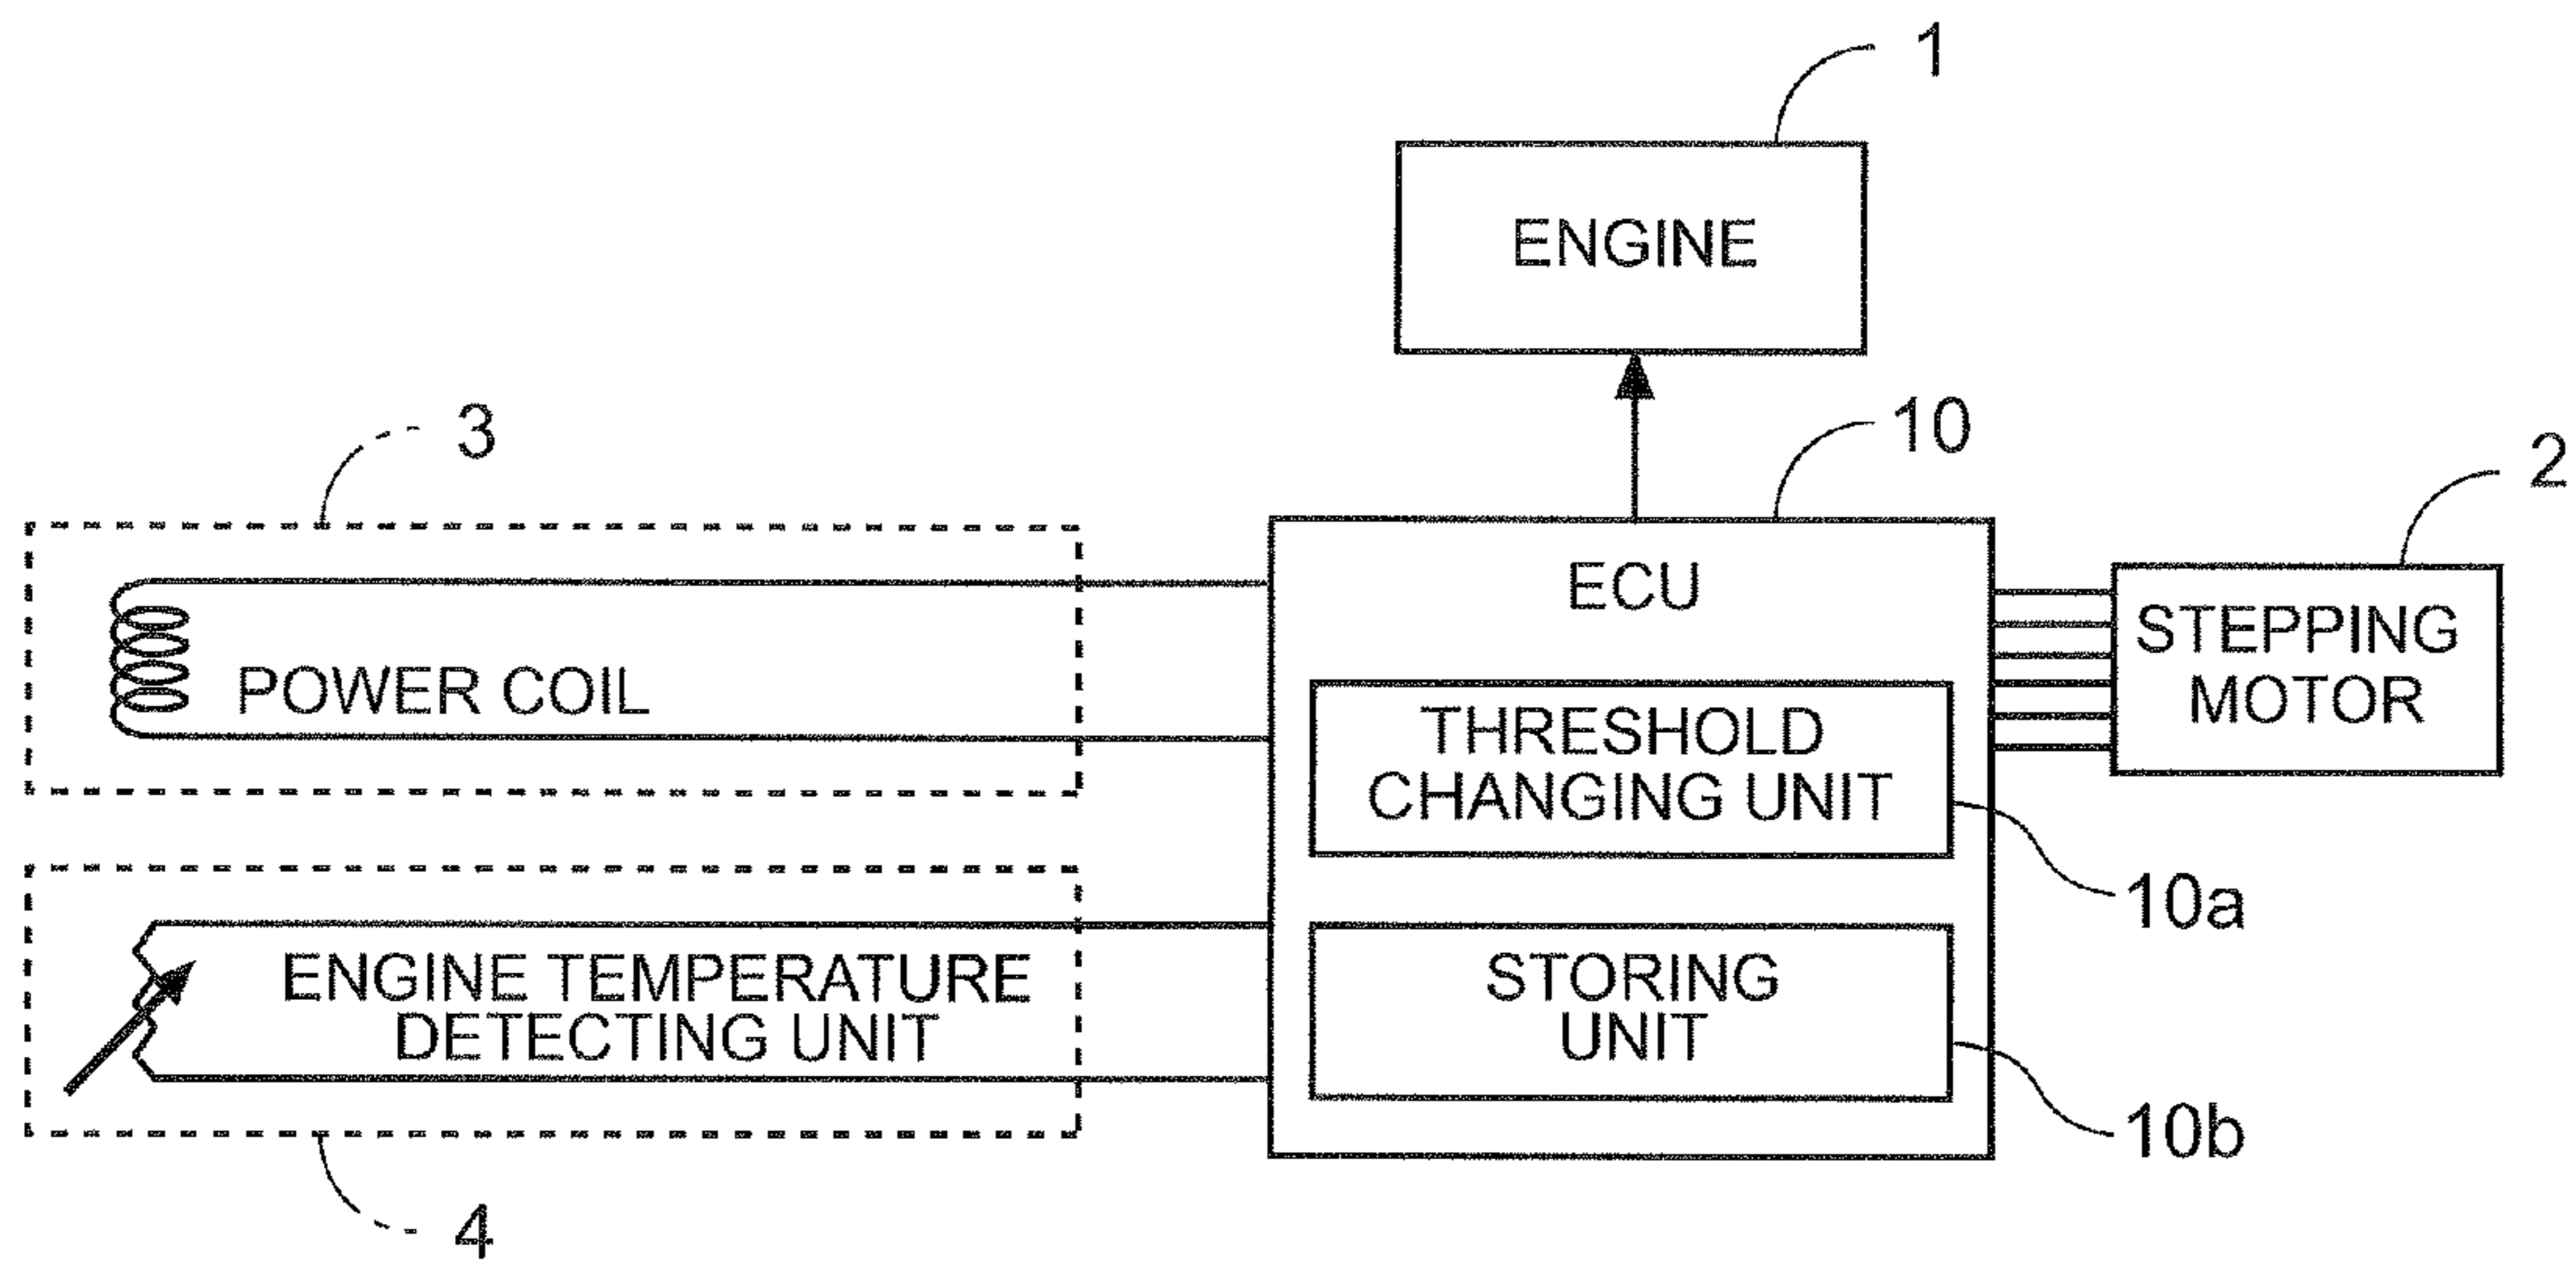 1
ENGINE
3
10
2
ECU
STEPPING
MOTOR
POWER COIL
THRESHOLD
CHANGING UNIT
10a
ENGINE TEMPERATURE
DETECTING UNIT
STORING
UNIT
10b
4